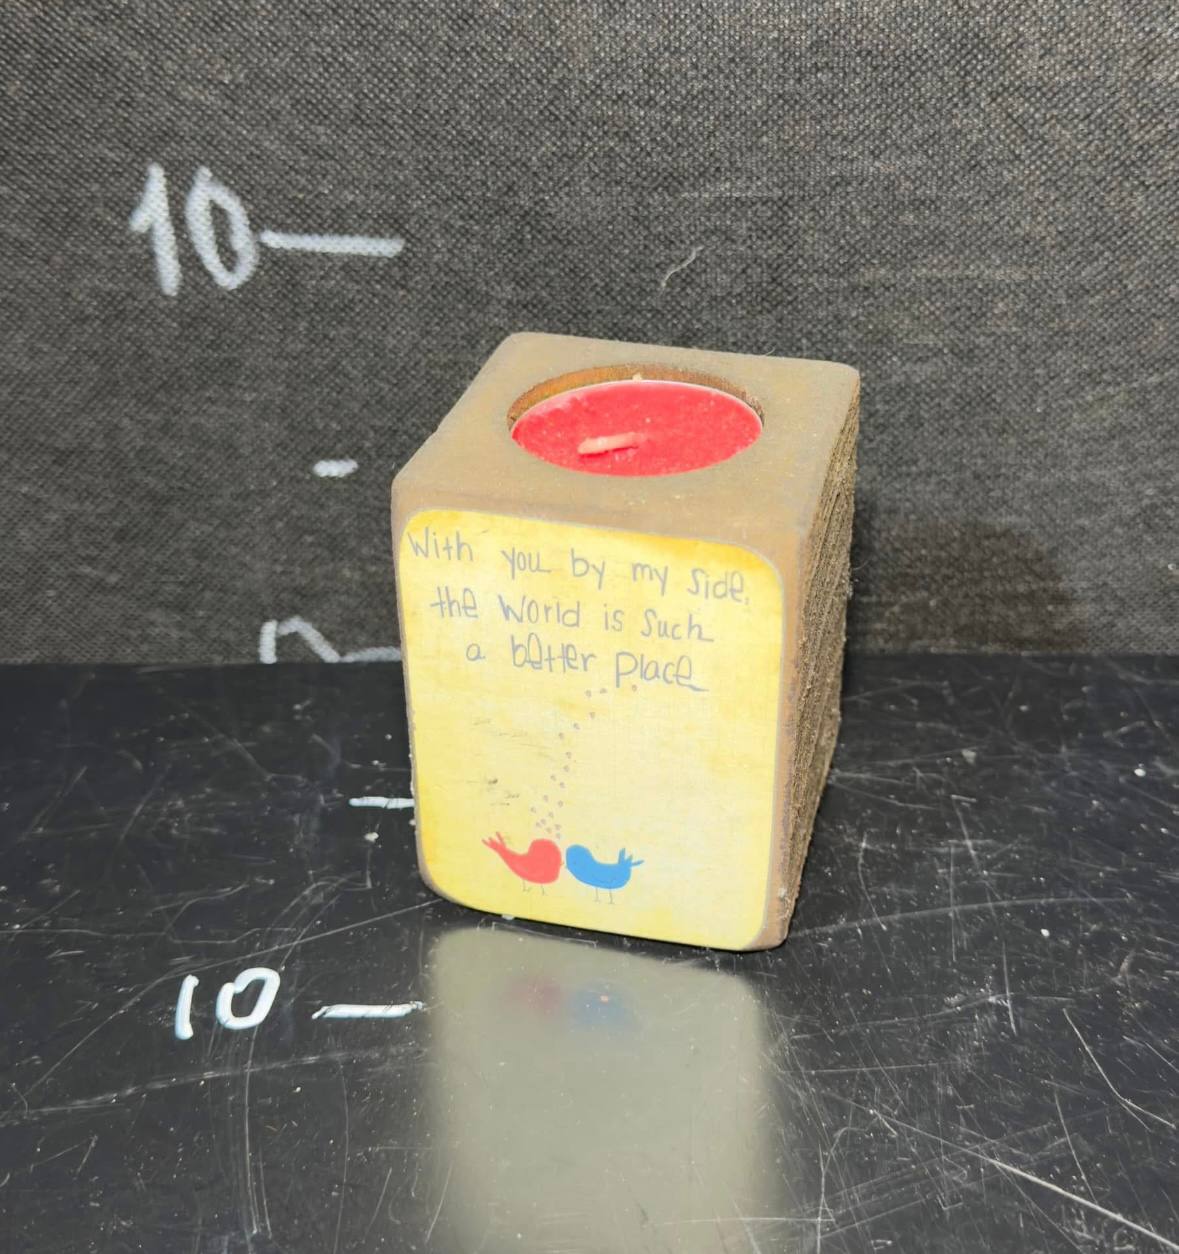 10
With you by my side,
the World is Such
a better place
10